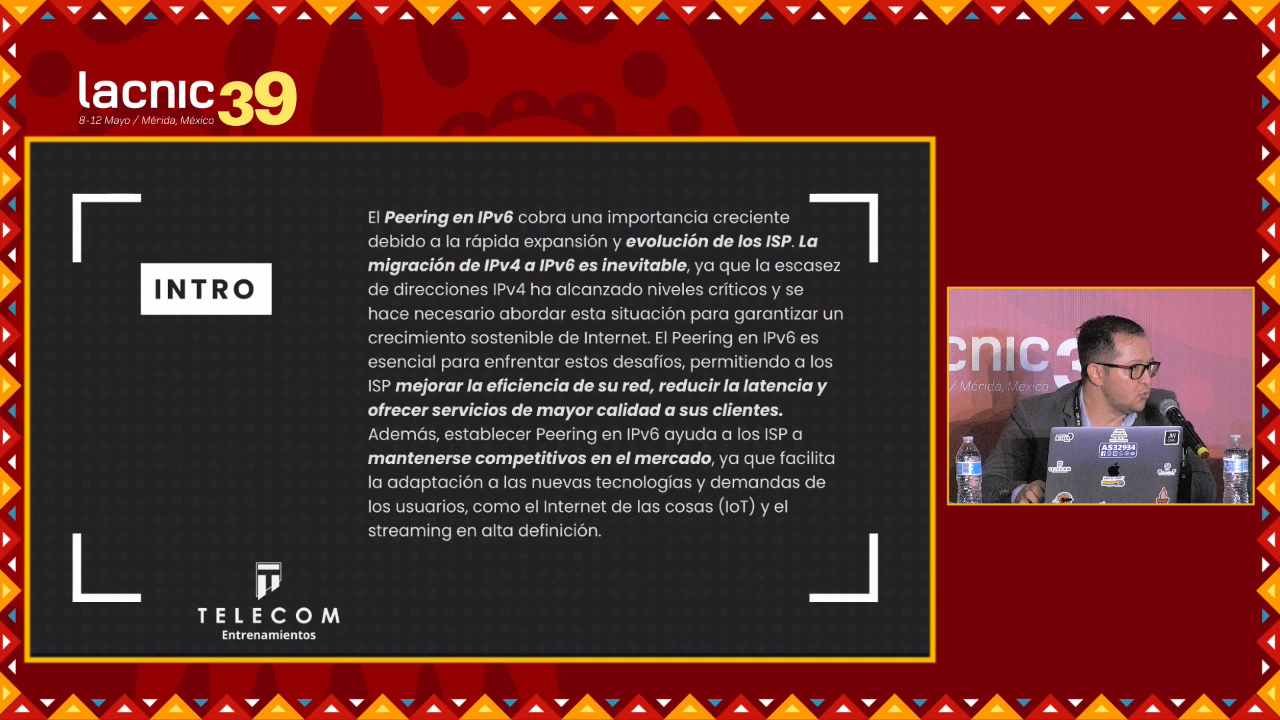 lacnic 39
8-12 Mayo / Mérida, México
INTRO
El Peering en IPv6 cobra una importancia creciente
debido a la rápida expansión y evolución de los ISP. La
migración de IPv4 a IPv6 es inevitable, ya que la escasez
de direcciones IPv4 ha alcanzado niveles críticos y se
hace necesario abordar esta situación para garantizar un
crecimiento sostenible de Internet. El Peering en IPv6 es
esencial para enfrentar estos desafíos, permitiendo a los
ISP mejorar la eficiencia de su red, reducir la latencia y
ofrecer servicios de mayor calidad a sus clientes.
Además, establecer Peering en IPv6 ayuda a los ISP a
mantenerse competitivos en el mercado, ya que facilita
la adaptación a las nuevas tecnologías y demandas de
los usuarios, como el Internet de las cosas (IoT) y el
streaming en alta definición.
TELECOM
Entrenamientos
cnic 3
/ Mérida, México
AS32934